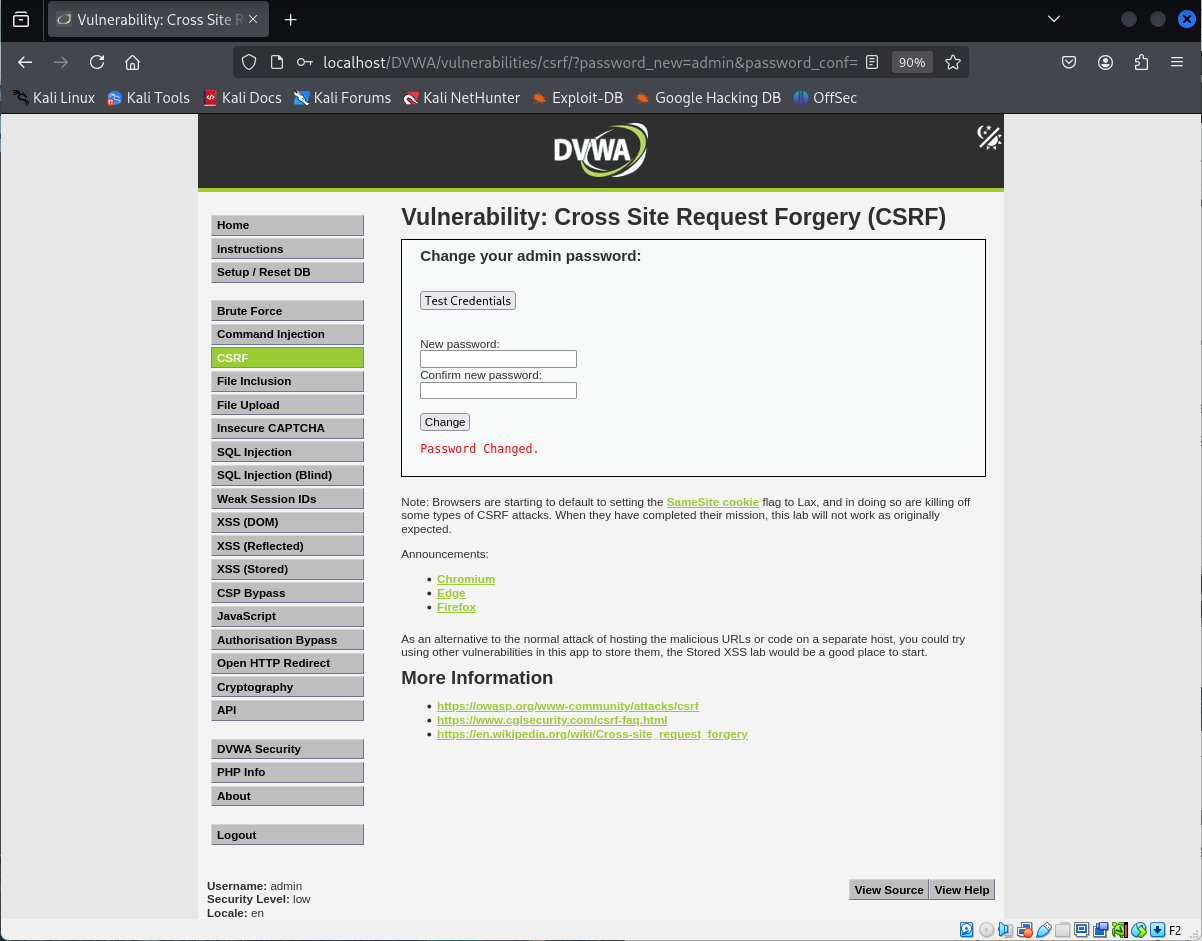 Vulnerability: Cross Site R
localhost/DVWA/vulnerabilities/csrf/?password_new=admin&password_conf=
90%
Kali Linux
Kali Tools
Kali Docs
Kali Forums
Kali NetHunter
Exploit-DB
Google Hacking DB
OffSec
DVWA
Home
Instructions
Setup / Reset DB
Brute Force
Command Injection
CSRF
File Inclusion
File Upload
Insecure CAPTCHA
SQL Injection
SQL Injection (Blind)
Weak Session IDs
XSS (DOM)
XSS (Reflected)
XSS (Stored)
CSP Bypass
JavaScript
Authorisation Bypass
Open HTTP Redirect
Cryptography
API
DVWA Security
PHP Info
About
Logout
Vulnerability: Cross Site Request Forgery (CSRF)
Change your admin password:
Test Credentials
New password:
Confirm new password:
Change
Password Changed.
Note: Browsers are starting to default to setting the SameSite cookie flag to Lax, and in doing so are killing off
some types of CSRF attacks. When they have completed their mission, this lab will not work as originally
expected.
Announcements:
Chromium
Edge
Firefox
As an alternative to the normal attack of hosting the malicious URLs or code on a separate host, you could try
using other vulnerabilities in this app to store them, the Stored XSS lab would be a good place to start.
More Information
https://owasp.org/www-community/attacks/csrf
https://www.cgisecurity.com/csrf-faq.html
https://en.wikipedia.org/wiki/Cross-site_request_forgery
Username: admin
Security Level: low
Locale: en
View Source
View Help
F2